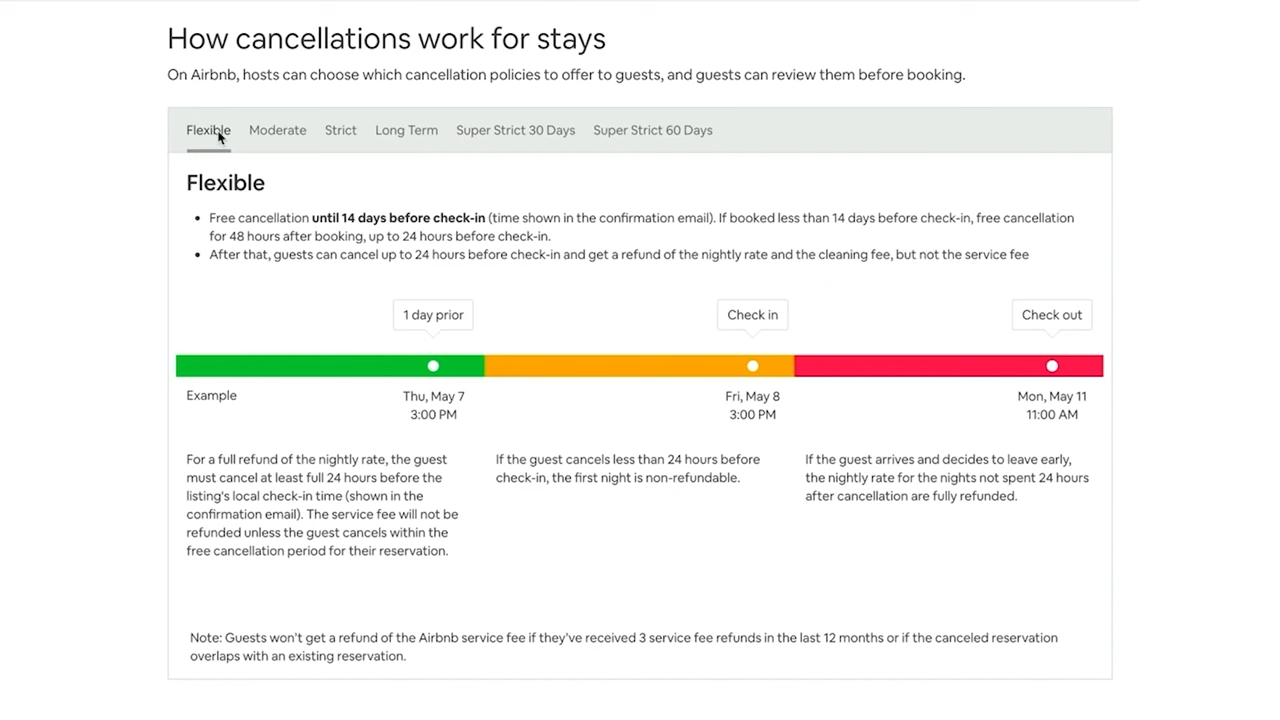 How cancellations work for stays
On Airbnb, hosts can choose which cancellation policies to offer to guests, and guests can review them before booking.
Flexible Moderate Strict Long Term Super Strict 30 Days Super Strict 60 Days
Flexible
• Free cancellation until 14 days before check-in (time shown in the confirmation email). If booked less than 14 days before check-in, free cancellation
for 48 hours after booking, up to 24 hours before check-in.
• After that, guests can cancel up to 24 hours before check-in and get a refund of the nightly rate and the cleaning fee, but not the service fee
1 day prior Check in Check out
Example Thu, May 7 Fri, May 8 Mon, May 11
3:00 PM 3:00 PM 11:00 AM
For a full refund of the nightly rate, the guest
must cancel at least full 24 hours before the
listing's local check-in time (shown in the
confirmation email). The service fee will not be
refunded unless the guest cancels within the
free cancellation period for their reservation.
If the guest cancels less than 24 hours before
check-in, the first night is non-refundable.
If the guest arrives and decides to leave early,
the nightly rate for the nights not spent 24 hours
after cancellation are fully refunded.
Note: Guests won't get a refund of the Airbnb service fee if they've received 3 service fee refunds in the last 12 months or if the canceled reservation
overlaps with an existing reservation.